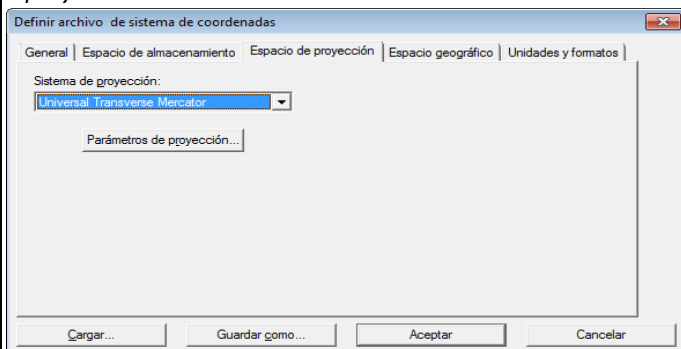 Definir archivo de sistema de coordenadas
General Espacio de almacenamiento Espacio de proyección Espacio geográfico Unidades y formatos
Sistema de proyección:
Universal Transverse Mercator
Parámetros de proyección...
Cargar... Guardar como... Aceptar Cancelar